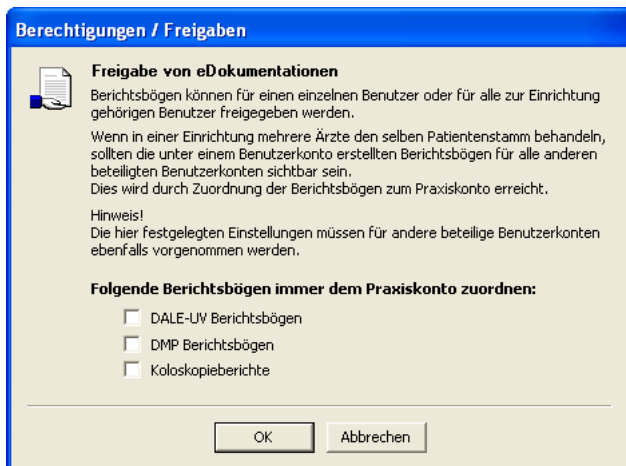 Berechtigungen / Freigaben
Freigabe von eDokumentationen
Berichtsbögen können für einen einzelnen Benutzer oder für alle zur Einrichtung
gehörigen Benutzer freigegeben werden.
Wenn in einer Einrichtung mehrere Ärzte den selben Patientenstamm behandeln,
sollten die unter einem Benutzerkonto erstellten Berichtsbögen für alle anderen
beteiligten Benutzerkonten sichtbar sein.
Dies wird durch Zuordnung der Berichtsbögen zum Praxiskonto erreicht.
Hinweis!
Die hier festgelegten Einstellungen müssen für andere beteilige Benutzerkonten
ebenfalls vorgenommen werden.
Folgende Berichtsbögen immer dem Praxiskonto zuordnen:
DALE-UV Berichtsbögen
DMP Berichtsbögen
Koloskopieberichte
OK Abbrechen